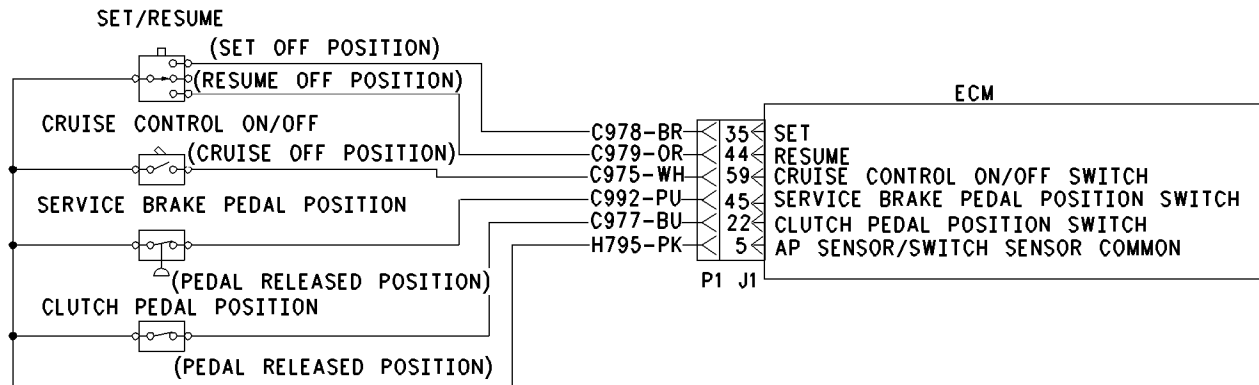 SET/RESUME
(SET OFF POSITION)
(RESUME OFF POSITION)
CRUISE CONTROL ON/OFF
(CRUISE OFF POSITION)
SERVICE BRAKE PEDAL POSITION
(PEDAL RELEASED POSITION)
CLUTCH PEDAL POSITION
(PEDAL RELEASED POSITION)
ECM
C978-BR 35 SET
C979-OR 44 RESUME
C975-WH 59 CRUISE CONTROL ON/OFF SWITCH
C992-PU 45 SERVICE BRAKE PEDAL POSITION SWITCH
C977-BU 22 CLUTCH PEDAL POSITION SWITCH
H795-PK 5 AP SENSOR/SWITCH SENSOR COMMON
P1 J1